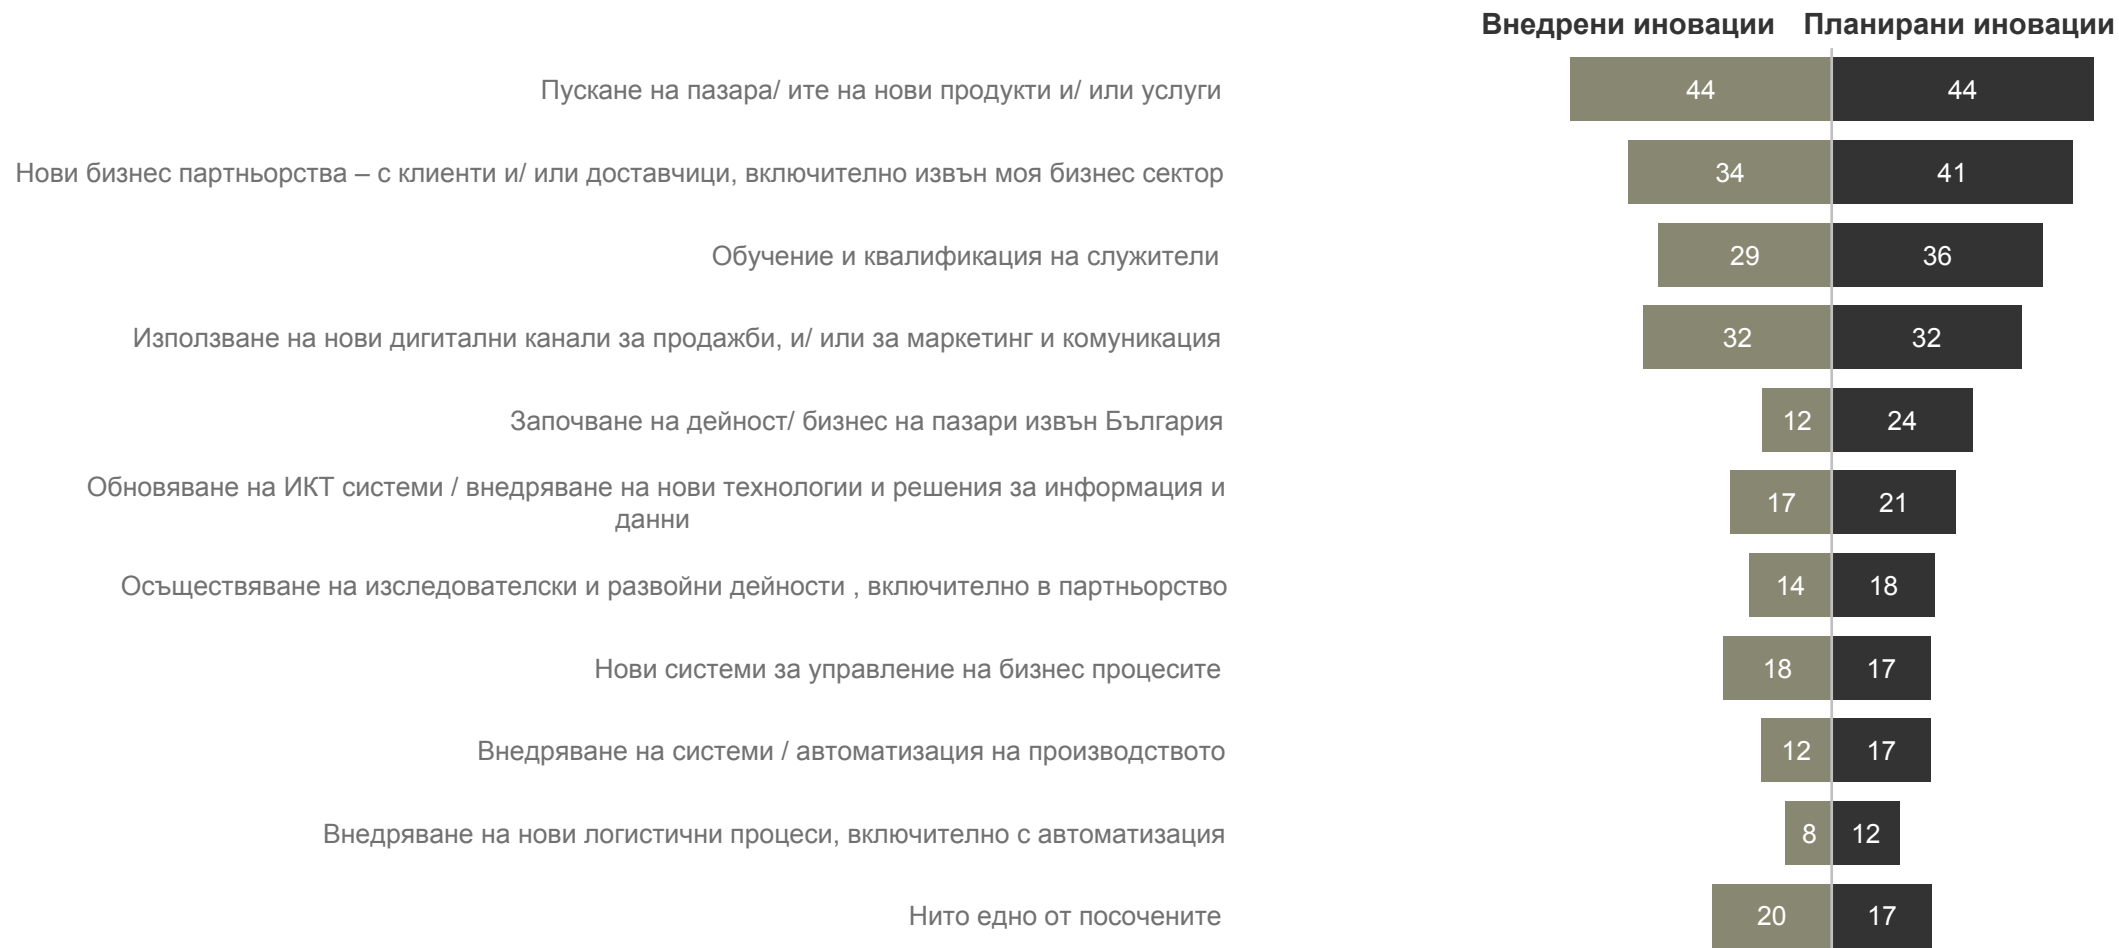 Внедрени иновации Планирани иновации
Пускане на пазара/ ите на нови продукти и/ или услуги 44 44
Нови бизнес партньорства – с клиенти и/ или доставчици, включително извън моя бизнес сектор 34 41
Обучение и квалификация на служители 29 36
Използване на нови дигитални канали за продажби, и/ или за маркетинг и комуникация 32 32
Започване на дейност/ бизнес на пазари извън България 12 24
Обновяване на ИКТ системи / внедряване на нови технологии и решения за информация и
данни 17 21
Осъществяване на изследователски и развойни дейности , включително в партньорство 14 18
Нови системи за управление на бизнес процесите 18 17
Внедряване на системи / автоматизация на производството 12 17
Внедряване на нови логистични процеси, включително с автоматизация 8 12
Нито едно от посочените 20 17